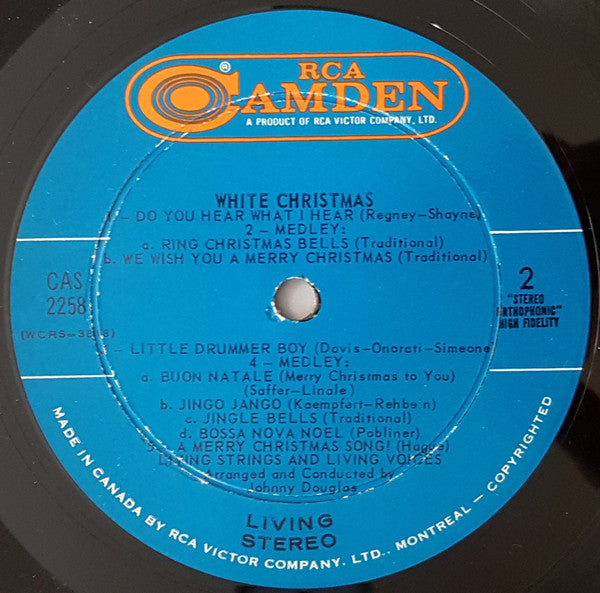 RCA
CAMDEN
®
A PRODUCT OF RCA VICTOR COMPANY, LTD.
WHITE CHRISTMAS
1 – DO YOU HEAR WHAT I HEAR (Regney–Shayne)
2 – MEDLEY:
a. RING CHRISTMAS BELLS (Traditional)
b. WE WISH YOU A MERRY CHRISTMAS (Traditional)
CAS
2258
2
"STEREO
ORTHOPHONIC"
HIGH FIDELITY
– LITTLE DRUMMER BOY (Davis–Onorati–Simeone
4 – MEDLEY:
a. BUON NATALE (Merry Christmas to You)
(Saffer–Linale)
b. JINGO JANGO (Kaempfert–Rehbein)
c. JINGLE BELLS (Traditional)
d. BOSSA NOVA NOEL (Pobliner)
A MERRY CHRISTMAS SONG!
LIVING STRINGS AND LIVING VOICES
Arranged and Conducted by
Johnny Douglas
LIVING
STEREO
MADE IN CANADA BY RCA VICTOR COMPANY, LTD., MONTREAL – COPYRIGHTED